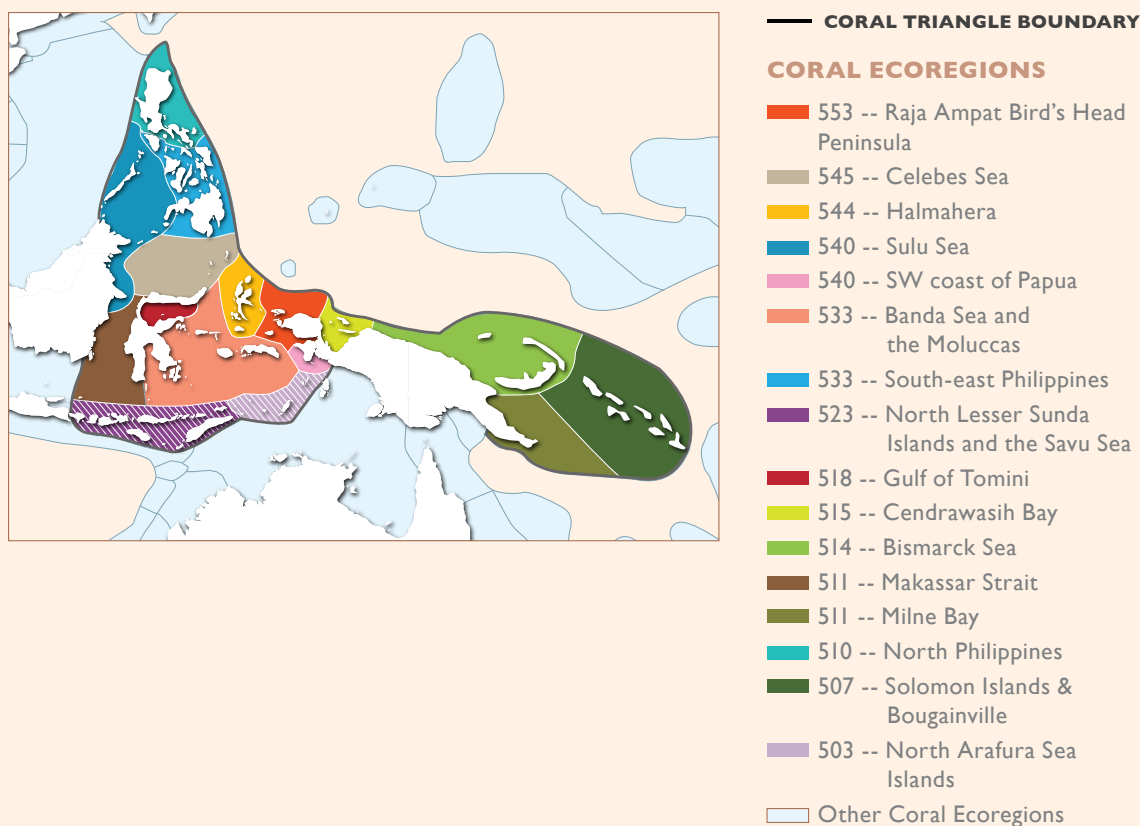 CORAL TRIANGLE BOUNDARY
CORAL ECOREGIONS
553 -- Raja Ampat Bird's Head
Peninsula
545 -- Celebes Sea
544 -- Halmahera
540 -- Sulu Sea
540 -- SW coast of Papua
533 -- Banda Sea and
the Moluccas
533 -- South-east Philippines
523 -- North Lesser Sunda
Islands and the Savu Sea
518 -- Gulf of Tomini
515 -- Cendrawasih Bay
514 -- Bismarck Sea
511 -- Makassar Strait
511 -- Milne Bay
510 -- North Philippines
507 -- Solomon Islands &
Bougainville
503 -- North Arafura Sea
Islands
Other Coral Ecoregions